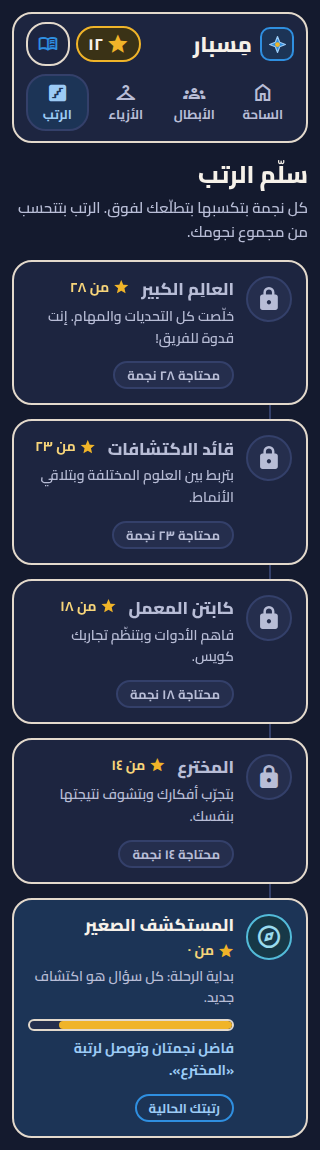 مِسبار
١٢
الساحة
الأبطال
الأزياء
الرتب
سلّم الرتب
كل نجمة بتكسبها بتطلّعك لفوق. الرتب بتتحسب
من مجموع نجومك.
العالِم الكبير
من ٢٨
خلّصت كل التحديات والمهام. إنت
قدوة للفريق!
محتاجة ٢٨ نجمة
قائد الاكتشافات
من ٢٣
بتربط بين العلوم المختلفة وبتلاقي
الأنماط.
محتاجة ٢٣ نجمة
كابتن المعمل
من ١٨
فاهم الأدوات وبتنظّم تجاربك
كويس.
محتاجة ١٨ نجمة
المخترع
من ١٤
بتجرّب أفكارك وبتشوف نتيجتها
بنفسك.
محتاجة ١٤ نجمة
المستكشف الصغير
من ٠
بداية الرحلة: كل سؤال هو اكتشاف
جديد.
فاضل نجمتان وتوصل لرتبة
«المخترع».
رتبتك الحالية